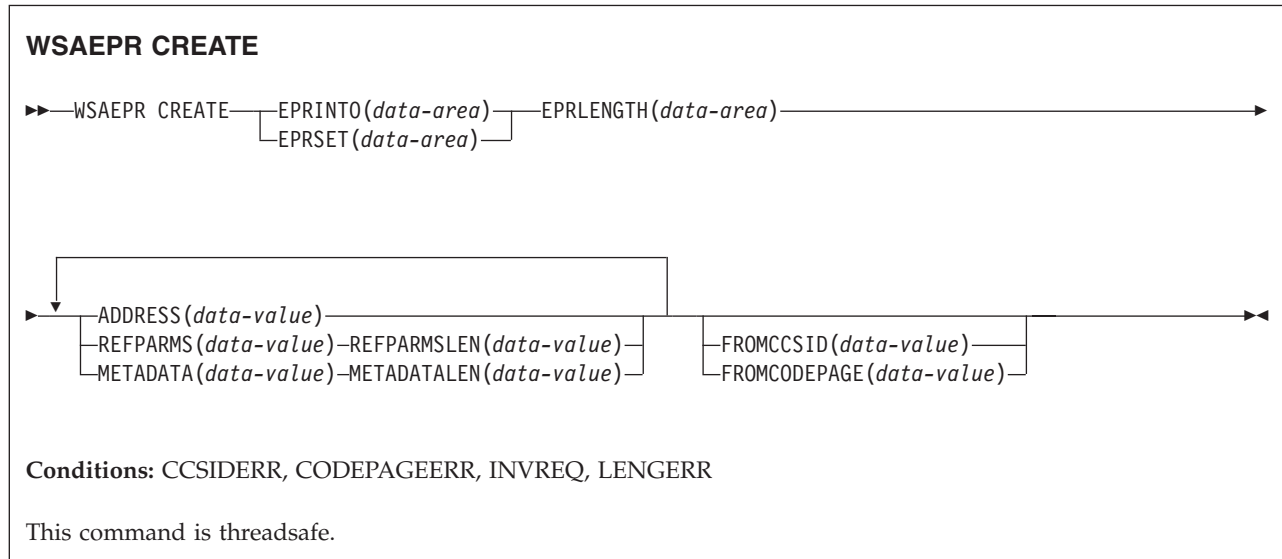 WSAEPR CREATE
WSAEPR CREATE EPRINTO(data-area) EPRLENGTH(data-area)
EPRSET(data-area)
ADDRESS(data-value)
REFPARMS(data-value) REFPARMSLEN(data-value) FROMCCSID(data-value)
METADATA(data-value) METADATALEN(data-value) FROMCODEPAGE(data-value)
Conditions: CCSIDERR, CODEPAGEERR, INVREQ, LENGERR
This command is threadsafe.